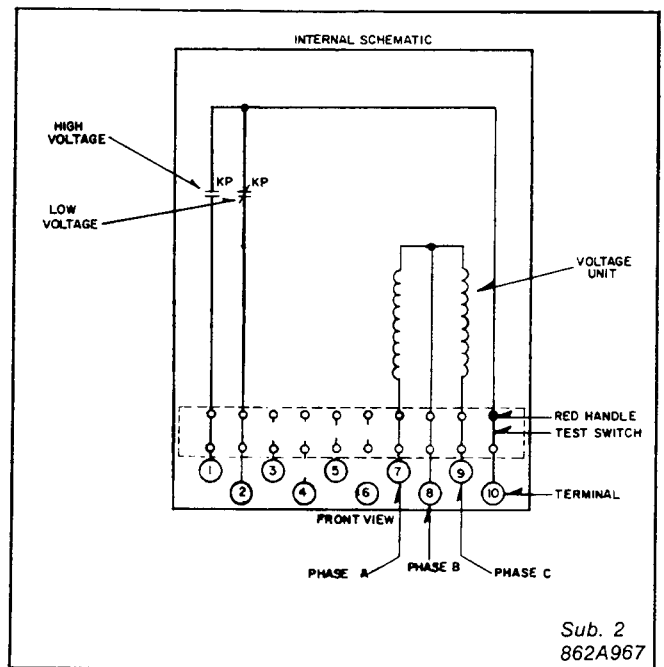 INTERNAL SCHEMATIC
HIGH
VOLTAGE
KP KP
LOW
VOLTAGE
VOLTAGE
UNIT
RED HANDLE
TEST SWITCH
1 3 5 7 9
2 4 6 8 10
TERMINAL
FRONT VIEW
PHASE A PHASE B PHASE C
Sub. 2
862A967